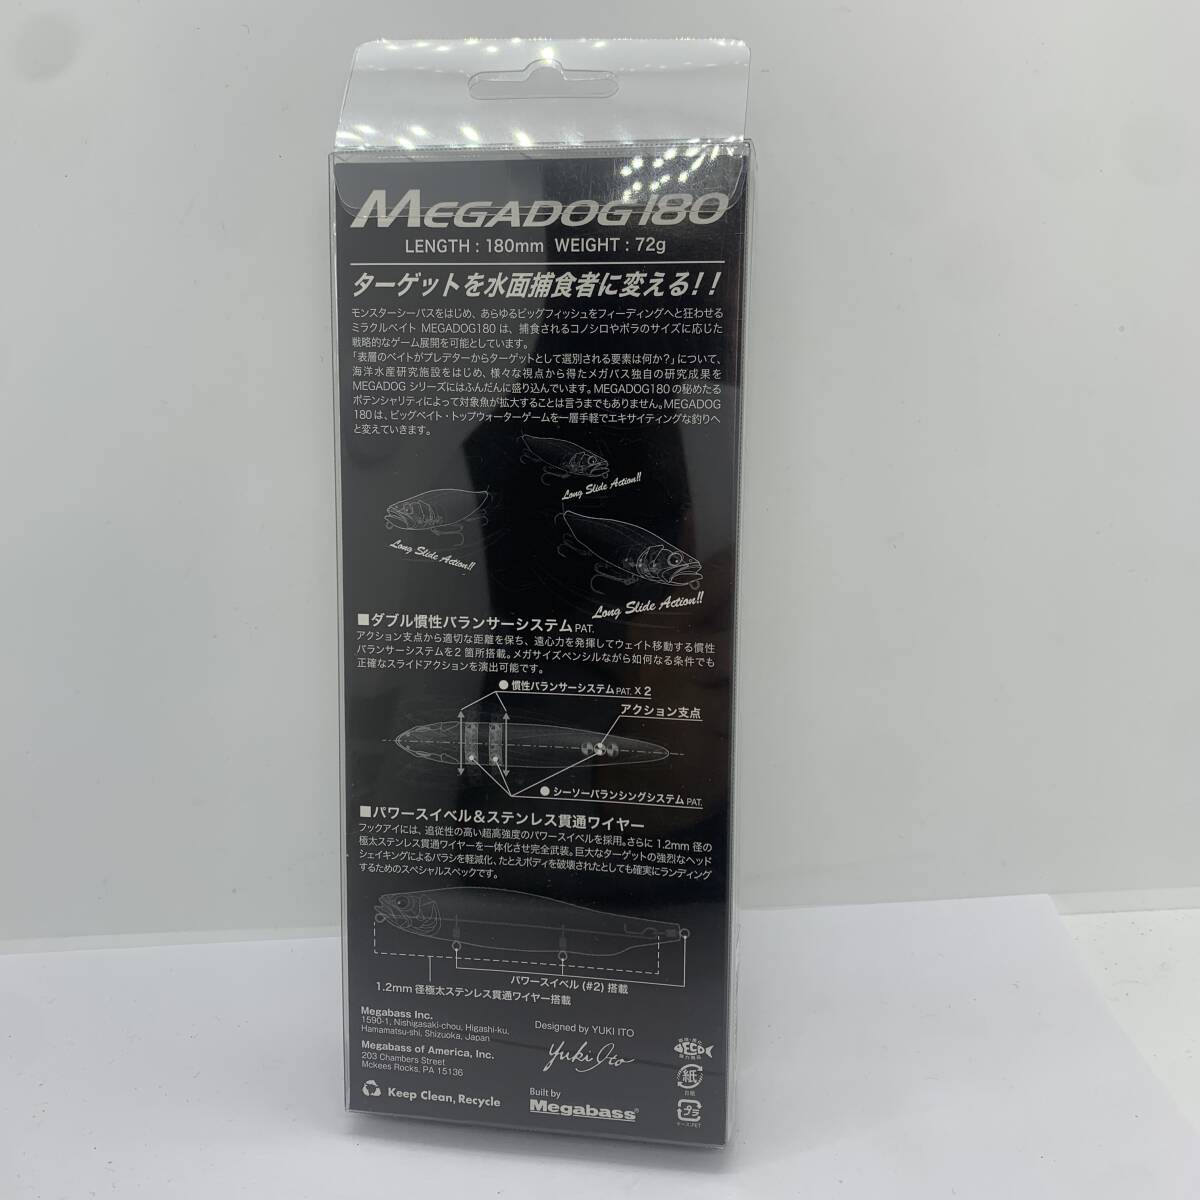 MEGADOG180
LENGTH : 180mm WEIGHT : 72g
ターゲットを水面捕食者に変える!!
モンスターシーバスをはじめ、あらゆるビッグフィッシュをフィーディングへと狂わせる
ミラクルベイト MEGADOG180は、捕食されるコノシロやボラのサイズに応じた
戦略的なゲーム展開を可能としています。
「表層のベイトがプレデターからターゲットとして選別される要素は何か?」について、
海洋水産研究施設をはじめ、様々な視点から得たメガバス独自の研究成果を
MEGADOG シリーズにはふんだんに盛り込んでいます。MEGADOG180の秘めたる
ポテンシャリティによって対象魚が拡大することは言うまでもありません。MEGADOG
180は、ビッグベイト・トップウォーターゲームを一層手軽でエキサイティングな釣りへ
と変えていきます。
Long Slide Action!!
Long Slide Action!!
Long Slide Action!!
■ダブル慣性バランサーシステム PAT.
アクション支点から適切な距離を保ち、遠心力を発揮してウェイト移動する慣性
バランサーシステムを2箇所搭載。メガサイズペンシルながら如何なる条件でも
正確なスライドアクションを演出可能です。
●慣性バランサーシステム PAT. X 2
アクション支点
●シーソーバランシングシステム PAT.
■パワースイベル&ステンレス貫通ワイヤー
フックアイには、追従性の高い超高強度のパワースイベルを採用。さらに 1.2mm 径の
極太ステンレス貫通ワイヤーを一体化させ完全武装。巨大なターゲットの強烈なヘッド
シェイキングによるバラシを軽減化、たとえボディを破壊されたとしても確実にランディング
するためのスペシャルスペックです。
パワースイベル (#2) 搭載
1.2mm 径極太ステンレス貫通ワイヤー搭載
Megabass Inc.
1590-1, Nishigasaki-chou, Higashi-ku,
Hamamatsu-shi, Shizuoka, Japan
Megabass of America, Inc.
203 Chambers Street
Mckees Rocks, PA 15136
Keep Clean, Recycle
Designed by YUKI ITO
Yuki Ito
Built by
Megabass®
ECO
紙
台紙
プラ
ケース:PET